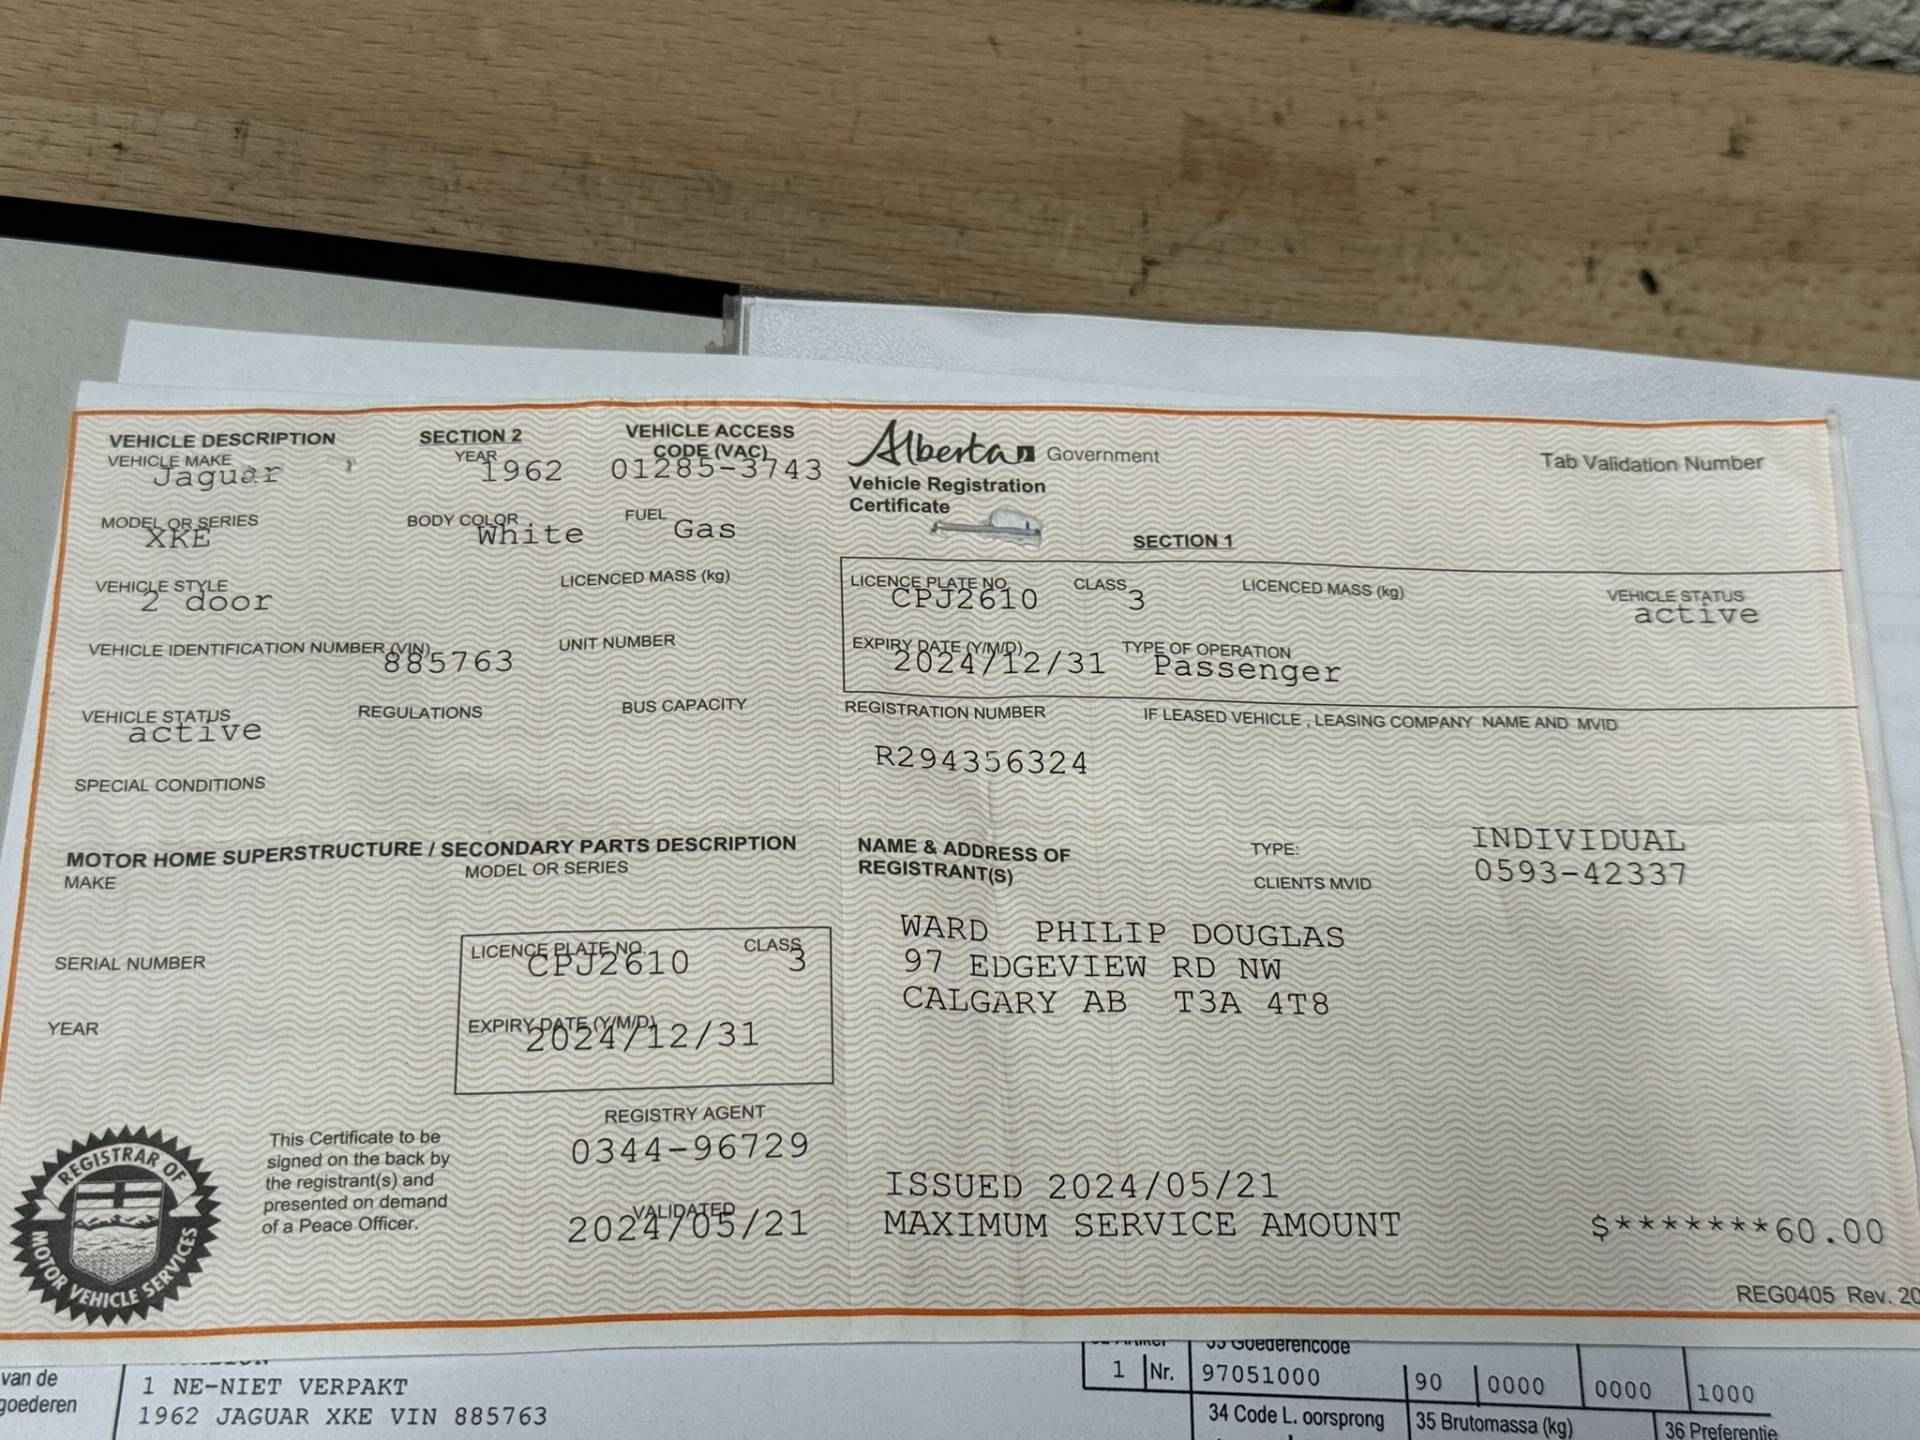 VEHICLE DESCRIPTION
SECTION 2
VEHICLE ACCESS CODE (VAC)
VEHICLE MAKE
Jaguar
YEAR
1962
01285-3743
MODEL OR SERIES
XKE
BODY COLOR
White
FUEL
Gas
VEHICLE STYLE
2 door
LICENCED MASS (kg)
VEHICLE IDENTIFICATION NUMBER (VIN)
885763
UNIT NUMBER
VEHICLE STATUS
active
REGULATIONS
BUS CAPACITY
SPECIAL CONDITIONS
MOTOR HOME SUPERSTRUCTURE / SECONDARY PARTS DESCRIPTION
MAKE
MODEL OR SERIES
SERIAL NUMBER
YEAR
LICENCE PLATE NO.
CPJ2610
CLASS
3
EXPIRY DATE (Y/M/D)
2024/12/31
REGISTRAR OF
MOTOR VEHICLE SERVICES
This Certificate to be
signed on the back by
the registrant(s) and
presented on demand
of a Peace Officer.
REGISTRY AGENT
0344-96729
VALIDATED
2024/05/21
Alberta Government
Vehicle Registration
Certificate
Tab Validation Number
SECTION 1
LICENCE PLATE NO.
CPJ2610
CLASS
3
LICENCED MASS (kg)
VEHICLE STATUS
active
EXPIRY DATE (Y/M/D)
2024/12/31
TYPE OF OPERATION
Passenger
REGISTRATION NUMBER
R294356324
IF LEASED VEHICLE , LEASING COMPANY NAME AND MVID
NAME & ADDRESS OF
REGISTRANT(S)
TYPE:
INDIVIDUAL
CLIENTS MVID
0593-42337
WARD PHILIP DOUGLAS
97 EDGEVIEW RD NW
CALGARY AB T3A 4T8
ISSUED 2024/05/21
MAXIMUM SERVICE AMOUNT $*******60.00
REG0405 Rev. 20
van de
goederen
1 NE-NIET VERPAKT
1962 JAGUAR XKE VIN 885763
33 Goederencode
1 Nr. 97051000 90 0000 0000 1000
34 Code L. oorsprong
35 Brutomassa (kg)
36 Preferentie